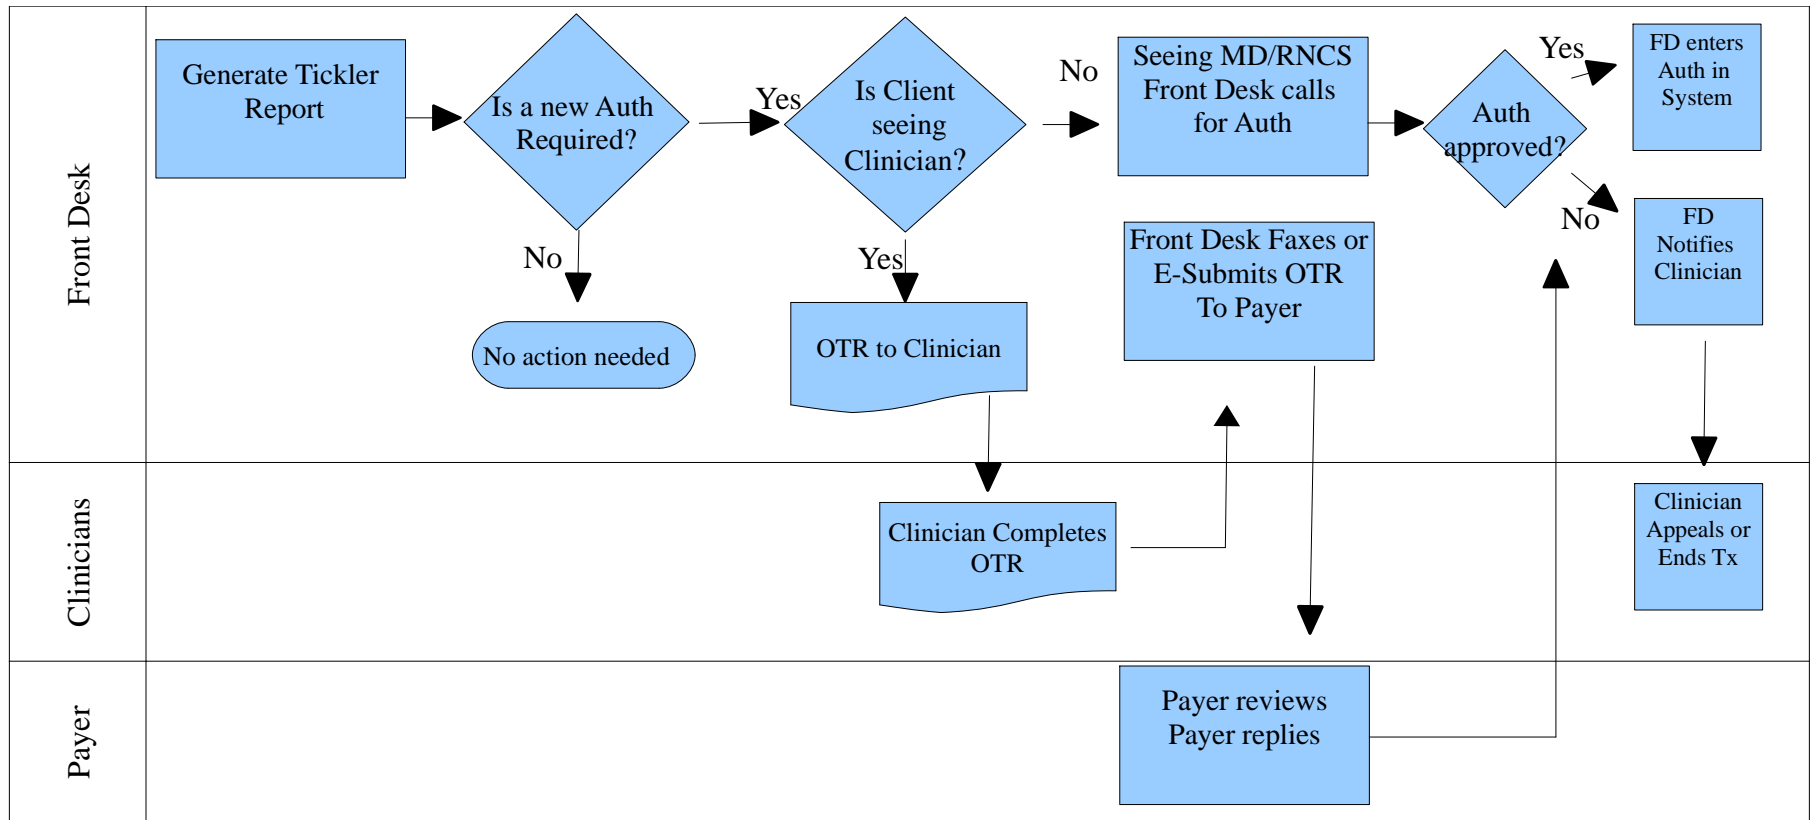 Front Desk
Generate Tickler
Report
Is a new Auth
Required?
Yes
No
No action needed
Is Client
seeing
Clinician?
No
Yes
OTR to Clinician
Seeing MD/RNCS
Front Desk calls
for Auth
Front Desk Faxes or
E-Submits OTR
To Payer
Auth
approved?
Yes
No
FD enters
Auth in
System
FD
Notifies
Clinician
Clinicians
Clinician Completes
OTR
Clinician
Appeals or
Ends Tx
Payer
Payer reviews
Payer replies